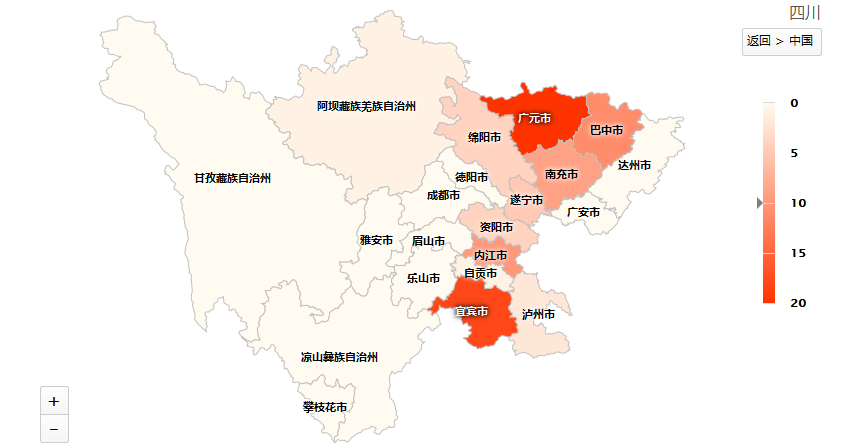 四川
返回 > 中国
0
5
10
15
20
阿坝藏族羌族自治州
广元市
巴中市
绵阳市
达州市
南充市
甘孜藏族自治州
德阳市
成都市
遂宁市
广安市
资阳市
雅安市
眉山市
内江市
自贡市
乐山市
宜宾市
泸州市
凉山彝族自治州
攀枝花市
+
-